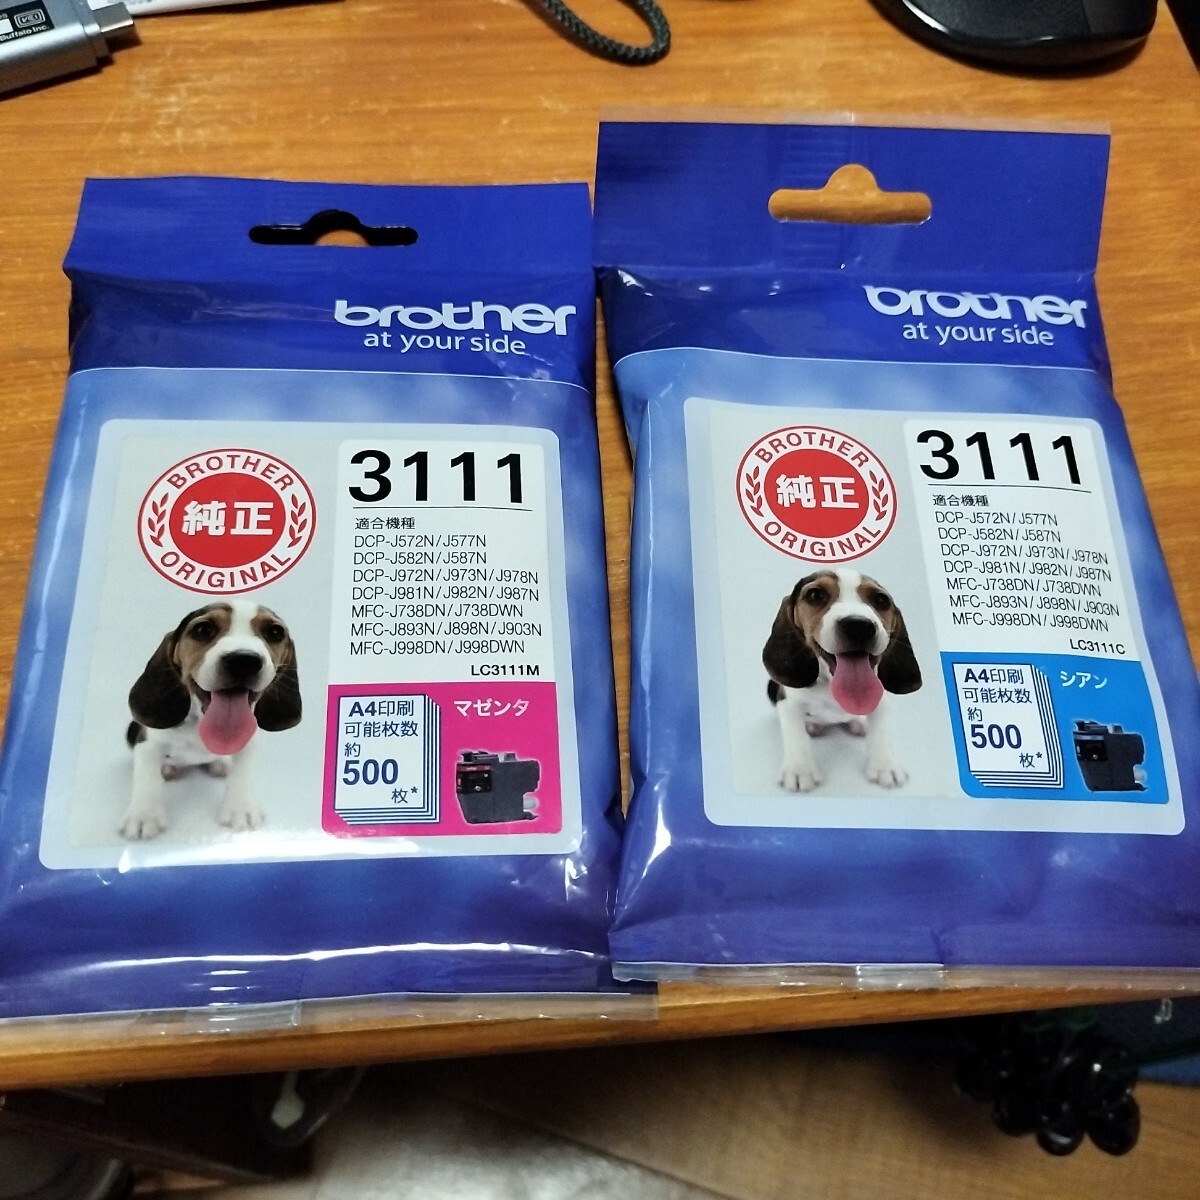 Buffalo Inc.
brother
at your side
BROTHER
純正
ORIGINAL
3111
適合機種
DCP-J572N/J577N
DCP-J582N/J587N
DCP-J972N/J973N/J978N
DCP-J981N/J982N/J987N
MFC-J738DN/J738DWN
MFC-J893N/J898N/J903N
MFC-J998DN/J998DWN
LC3111M
A4印刷
可能枚数
約
500
枚*
マゼンタ
brother
at your side
BROTHER
純正
ORIGINAL
3111
適合機種
DCP-J572N/J577N
DCP-J582N/J587N
DCP-J972N/J973N/J978N
DCP-J981N/J982N/J987N
MFC-J738DN/J738DWN
MFC-J893N/J898N/J903N
MFC-J998DN/J998DWN
LC3111C
A4印刷
可能枚数
約
500
枚*
シアン